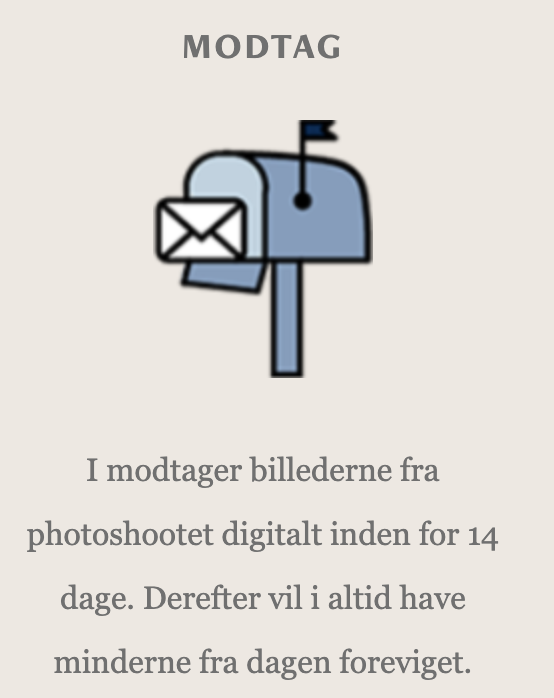 MODTAG
I modtager billederne fra
photoshootet digitalt inden for 14
dage. Derefter vil i altid have
minderne fra dagen foreviget.